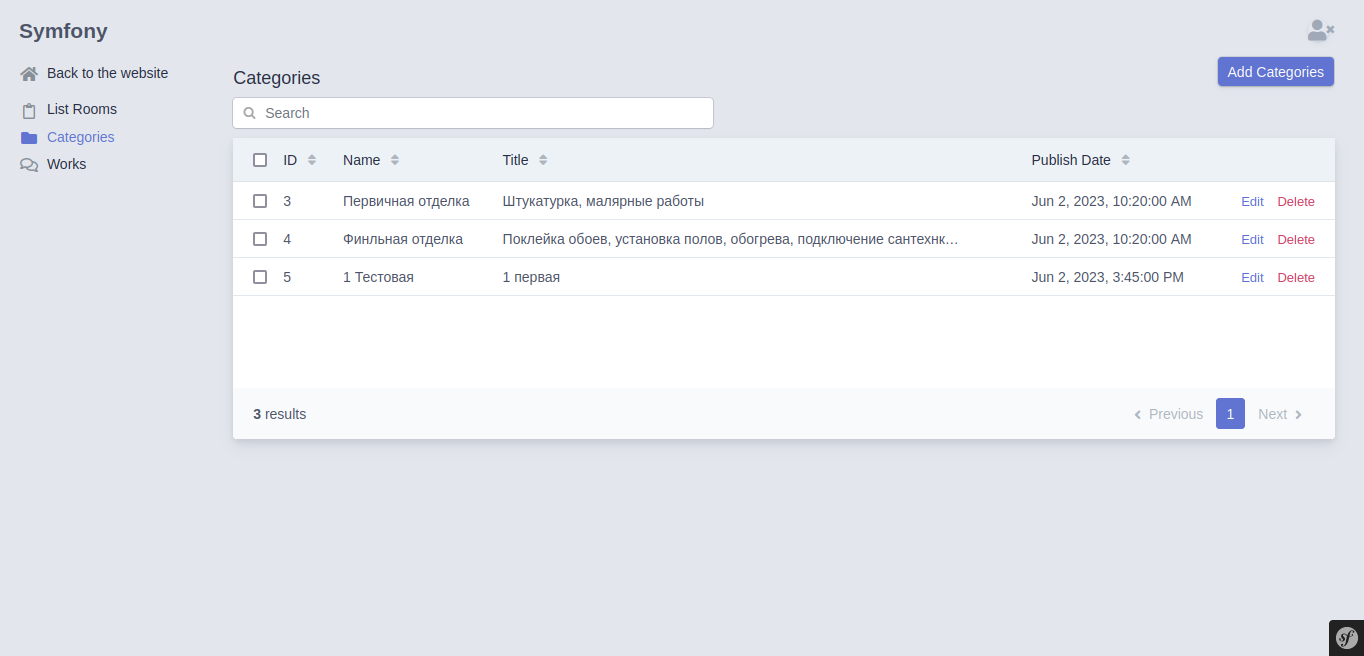 Symfony
Back to the website
List Rooms
Categories
Works
Categories
Add Categories
Search
ID Name Title Publish Date
3 Первичная отделка Штукатурка, малярные работы Jun 2, 2023, 10:20:00 AM Edit Delete
4 Финльная отделка Поклейка обоев, установка полов, обогрева, подключение сантехнк… Jun 2, 2023, 10:20:00 AM Edit Delete
5 1 Тестовая 1 первая Jun 2, 2023, 3:45:00 PM Edit Delete
3 results Previous 1 Next
sf